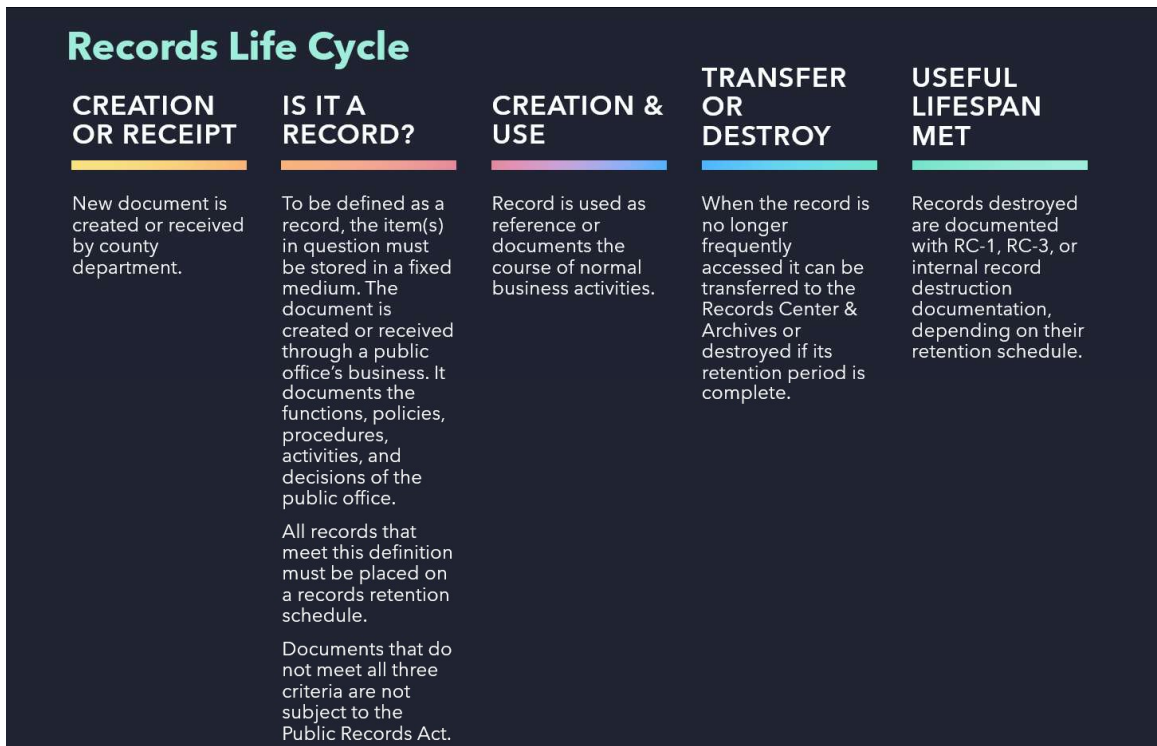 Records Life Cycle
CREATION
OR RECEIPT
New document is
created or received
by county
department.
IS IT A
RECORD?
To be defined as a
record, the item(s)
in question must
be stored in a fixed
medium. The
document is
created or received
through a public
office's business. It
documents the
functions, policies,
procedures,
activities, and
decisions of the
public office.
All records that
meet this definition
must be placed on
a records retention
schedule.
Documents that do
not meet all three
criteria are not
subject to the
Public Records Act.
CREATION &
USE
Record is used as
reference or
documents the
course of normal
business activities.
TRANSFER
OR
DESTROY
When the record is
no longer
frequently
accessed it can be
transferred to the
Records Center &
Archives or
destroyed if its
retention period is
complete.
USEFUL
LIFESPAN
MET
Records destroyed
are documented
with RC-1, RC-3, or
internal record
destruction
documentation,
depending on their
retention schedule.